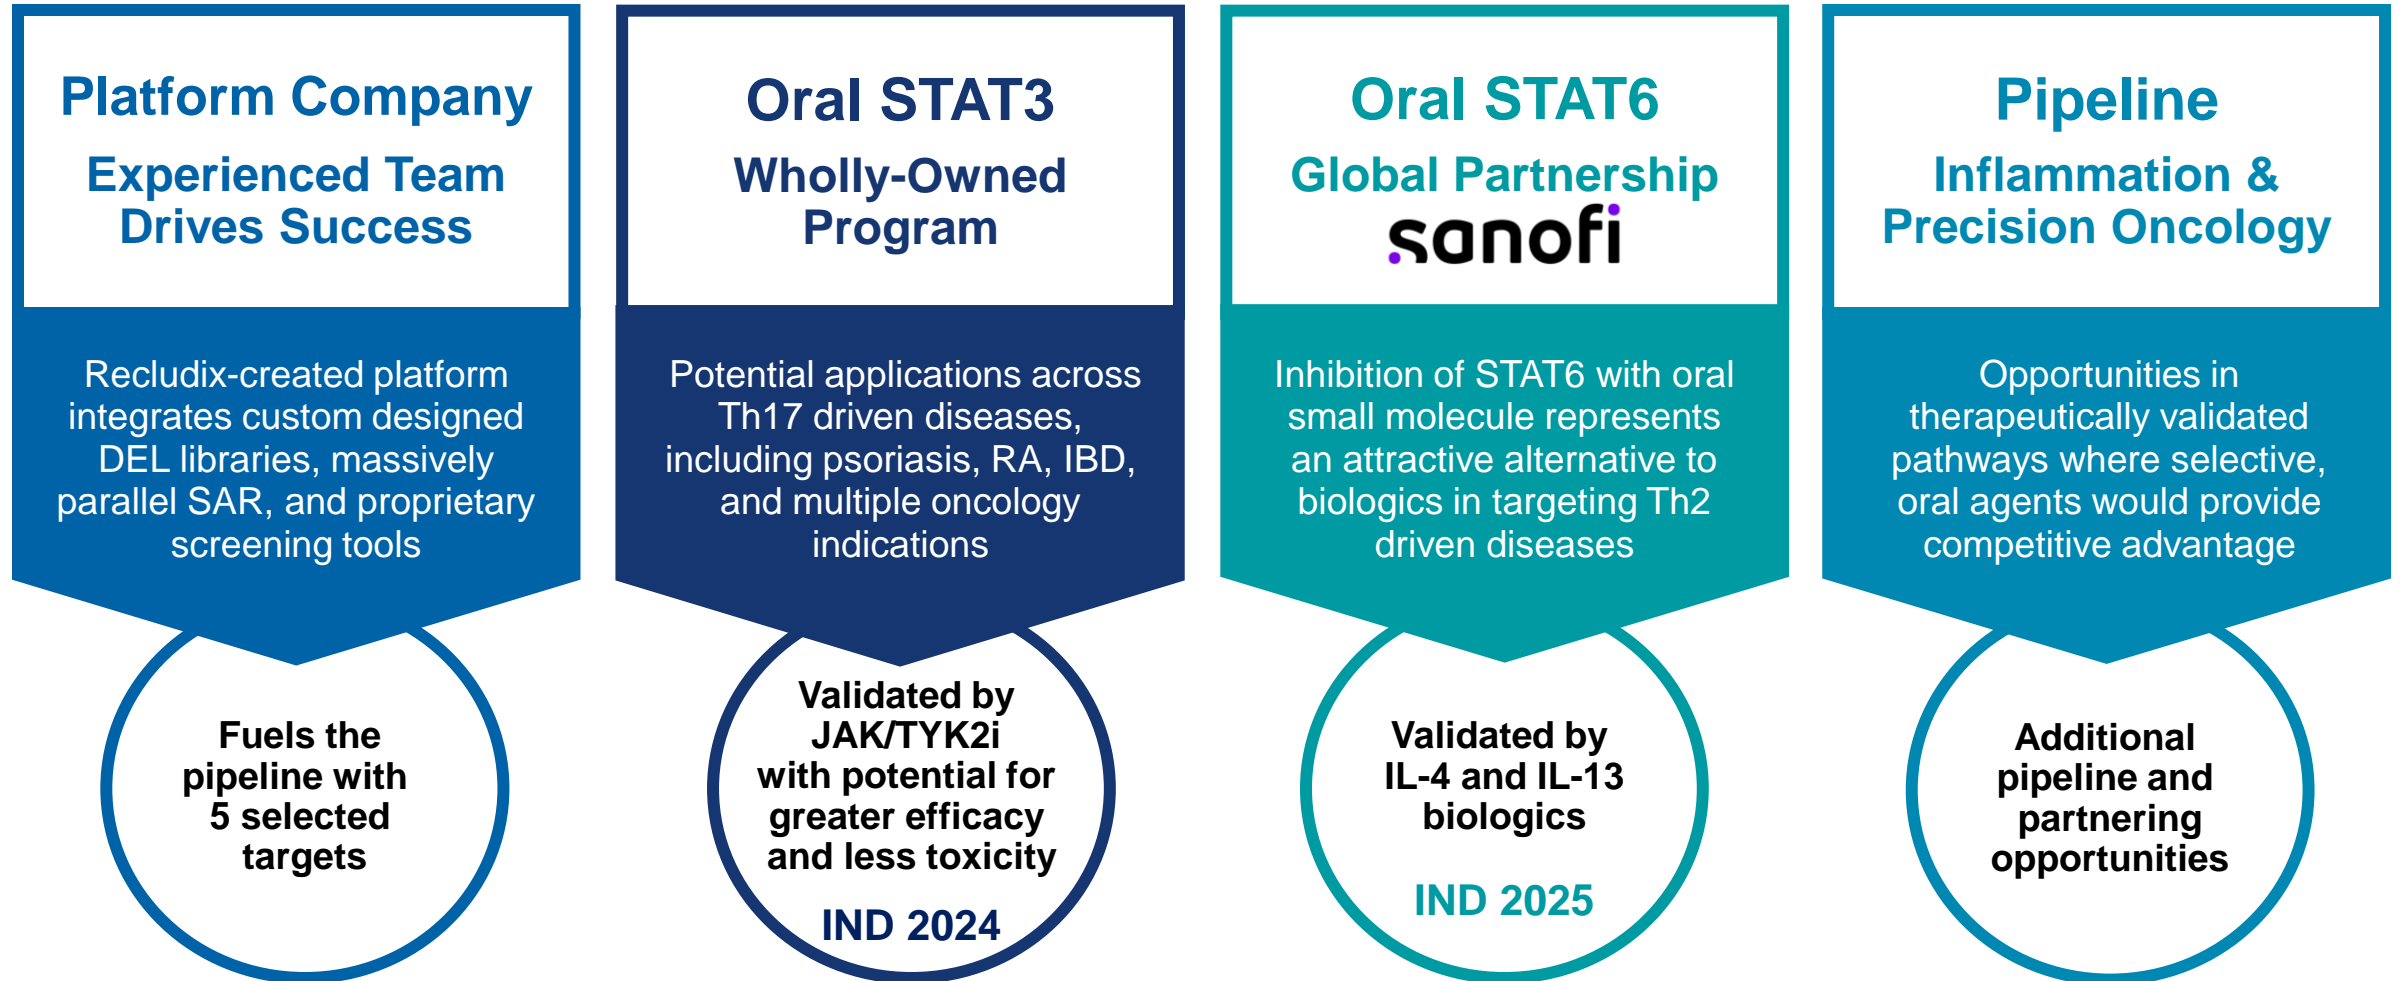 Platform Company
Experienced Team
Drives Success
Recludix-created platform
integrates custom designed
DEL libraries, massively
parallel SAR, and proprietary
screening tools
Fuels the
pipeline with
5 selected
targets
Oral STAT3
Wholly-Owned
Program
Potential applications across
Th17 driven diseases,
including psoriasis, RA, IBD,
and multiple oncology
indications
Validated by
JAK/TYK2i
with potential for
greater efficacy
and less toxicity
IND 2024
Oral STAT6
Global Partnership
sanofi
Inhibition of STAT6 with oral
small molecule represents
an attractive alternative to
biologics in targeting Th2
driven diseases
Validated by
IL-4 and IL-13
biologics
IND 2025
Pipeline
Inflammation &
Precision Oncology
Opportunities in
therapeutically validated
pathways where selective,
oral agents would provide
competitive advantage
Additional
pipeline and
partnering
opportunities